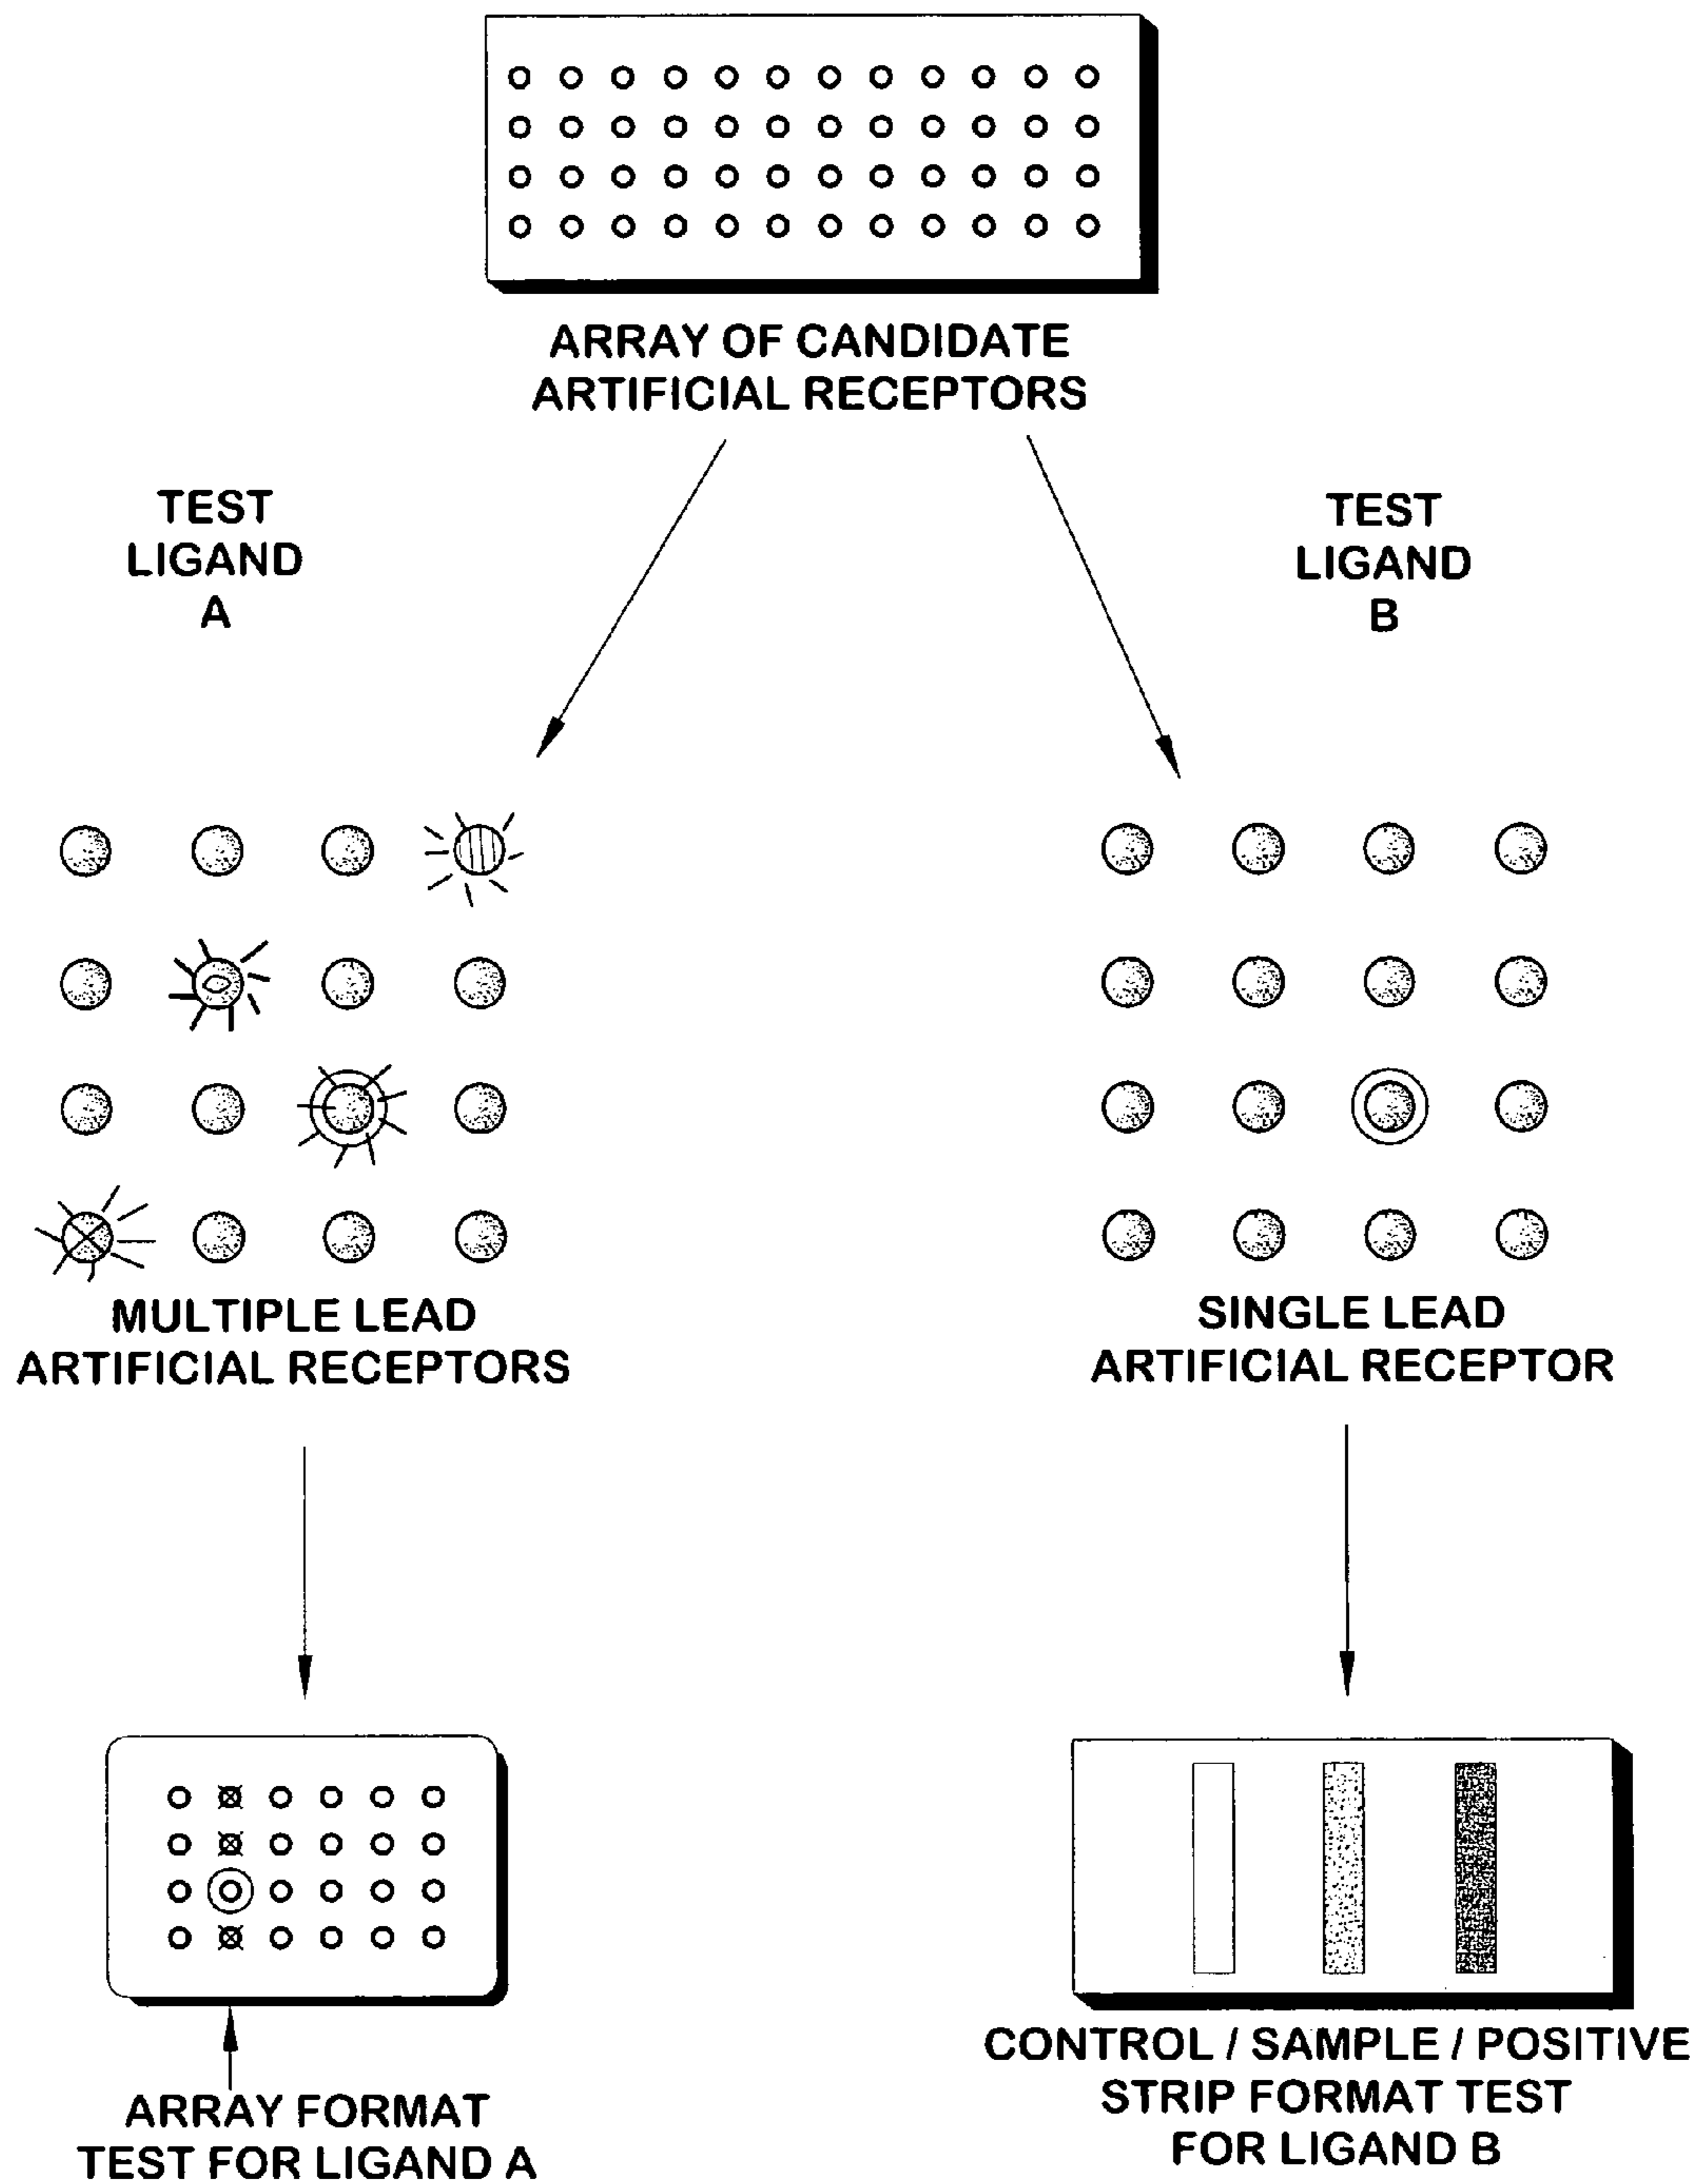 ARRAY OF CANDIDATE
ARTIFICIAL RECEPTORS
TEST
LIGAND
A
TEST
LIGAND
B
MULTIPLE LEAD
ARTIFICIAL RECEPTORS
SINGLE LEAD
ARTIFICIAL RECEPTOR
ARRAY FORMAT
TEST FOR LIGAND A
CONTROL / SAMPLE / POSITIVE
STRIP FORMAT TEST
FOR LIGAND B